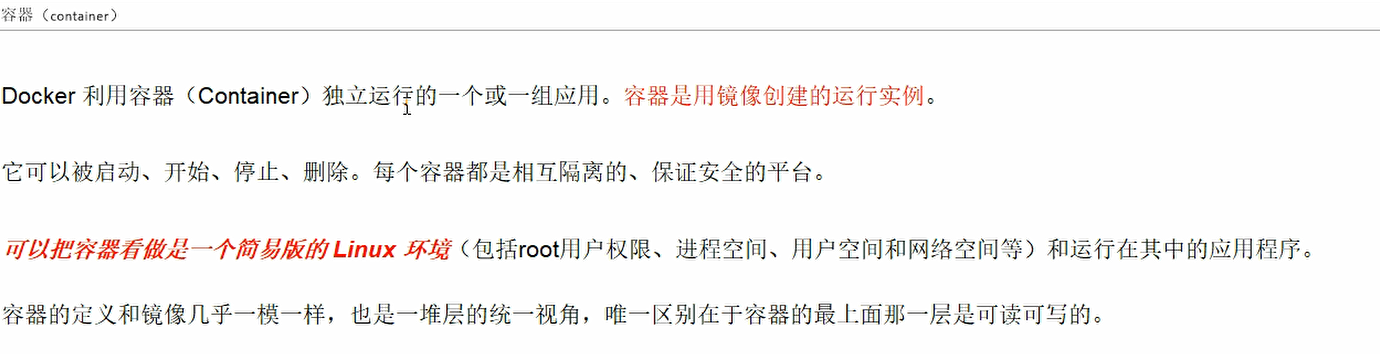 容器（container）
Docker 利用容器（Container）独立运行的一个或一组应用。容器是用镜像创建的运行实例。
它可以被启动、开始、停止、删除。每个容器都是相互隔离的、保证安全的平台。
可以把容器看做是一个简易版的 Linux 环境（包括root用户权限、进程空间、用户空间和网络空间等）和运行在其中的应用程序。
容器的定义和镜像几乎一模一样，也是一堆层的统一视角，唯一区别在于容器的最上面那一层是可读可写的。